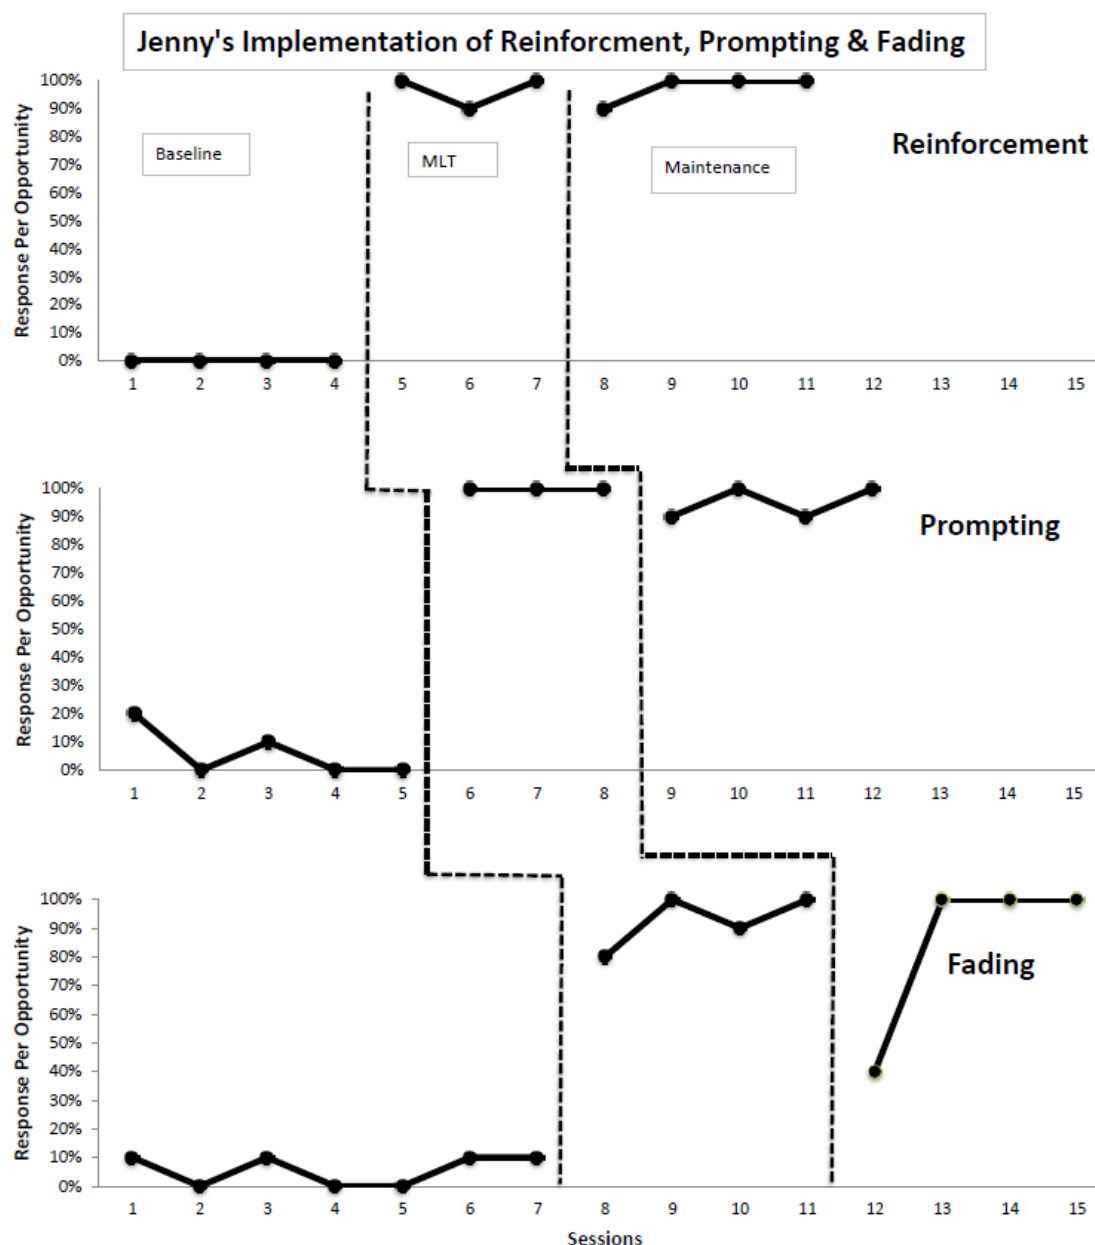 Jenny's Implementation of Reinforcment, Prompting & Fading
Response Per Opportunity
100%
90%
80%
70%
60%
50%
40%
30%
20%
10%
0%
Baseline
MLT
Maintenance
Reinforcement
1 2 3 4 5 6 7 8 9 10 11 12 13 14 15
Response Per Opportunity
100%
90%
80%
70%
60%
50%
40%
30%
20%
10%
0%
Prompting
1 2 3 4 5 6 7 8 9 10 11 12 13 14 15
Response Per Opportunity
100%
90%
80%
70%
60%
50%
40%
30%
20%
10%
0%
Fading
1 2 3 4 5 6 7 8 9 10 11 12 13 14 15
Sessions